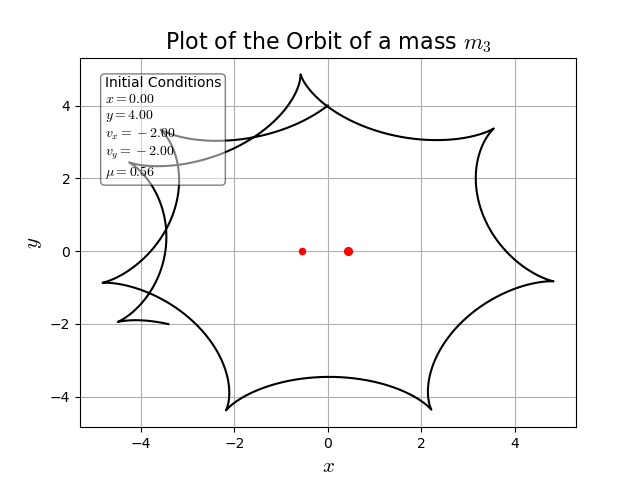 Plot of the Orbit of a mass m₃
Initial Conditions
x = 0.00
y = 4.00
vₓ = −2.00
v_y = −2.00
μ = 0.56
4
2
0
−2
−4
y
−4
−2
0
2
4
x